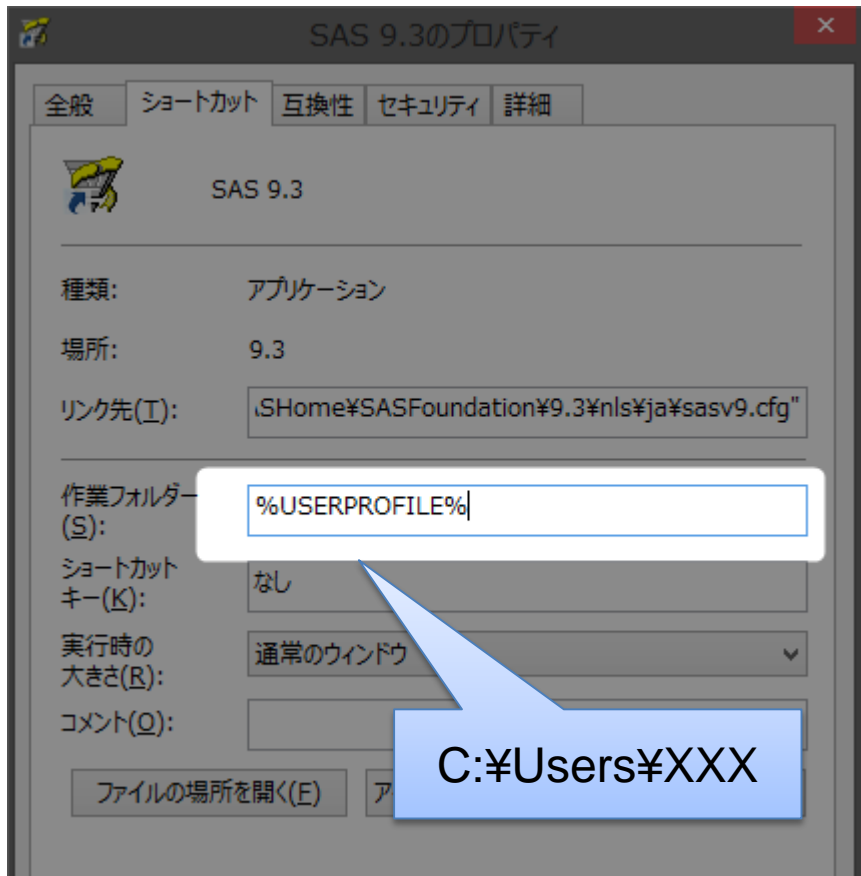 SAS 9.3のプロパティ
全般 ショートカット 互換性 セキュリティ 詳細
SAS 9.3
種類: アプリケーション
場所: 9.3
リンク先(T): SHome¥SASFoundation¥9.3¥nls¥ja¥sasv9.cfg"
作業フォルダー
(S):
%USERPROFILE%
ショートカット
キー(K):
なし
実行時の
大きさ(R):
通常のウィンドウ
コメント(O):
C:¥Users¥XXX
ファイルの場所を開く(F) ア